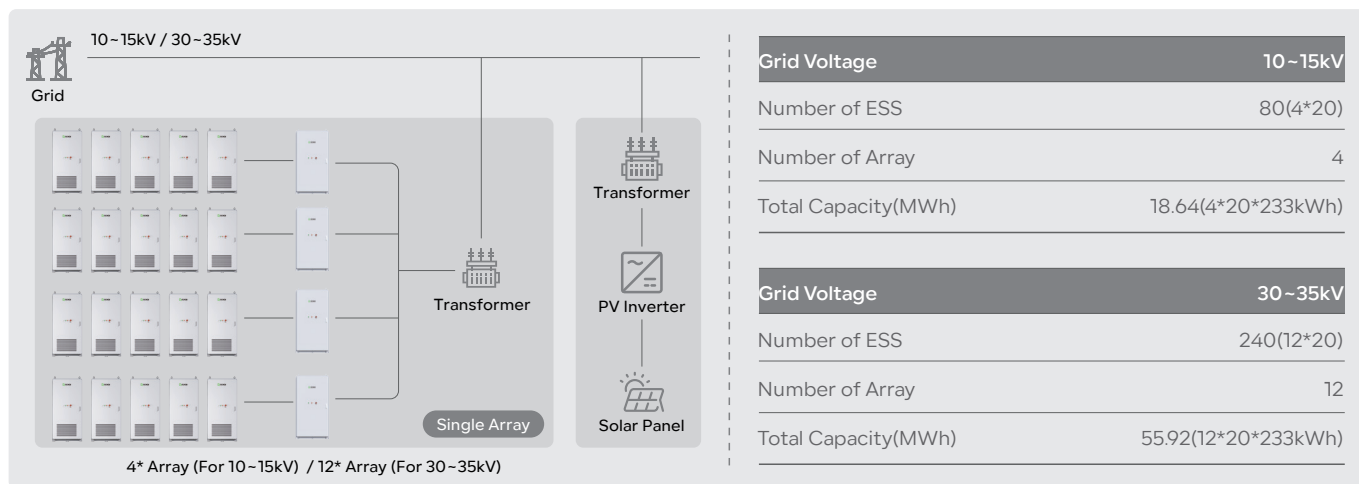 10~15kV / 30~35kV
Grid
Transformer
Single Array
4* Array (For 10~15kV) / 12* Array (For 30~35kV)
Transformer
PV Inverter
Solar Panel
Grid Voltage 10~15kV
Number of ESS 80(4*20)
Number of Array 4
Total Capacity(MWh) 18.64(4*20*233kWh)
Grid Voltage 30~35kV
Number of ESS 240(12*20)
Number of Array 12
Total Capacity(MWh) 55.92(12*20*233kWh)